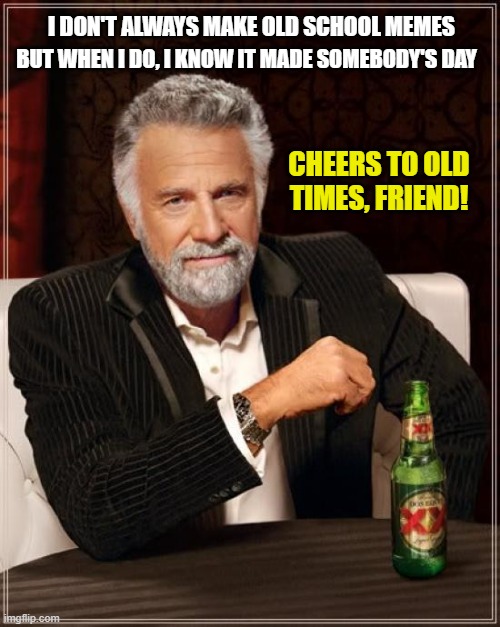 I DON'T ALWAYS MAKE OLD SCHOOL MEMES
BUT WHEN I DO, I KNOW IT MADE SOMEBODY'S DAY
CHEERS TO OLD
TIMES, FRIEND!
XX
XX
imgflip.com